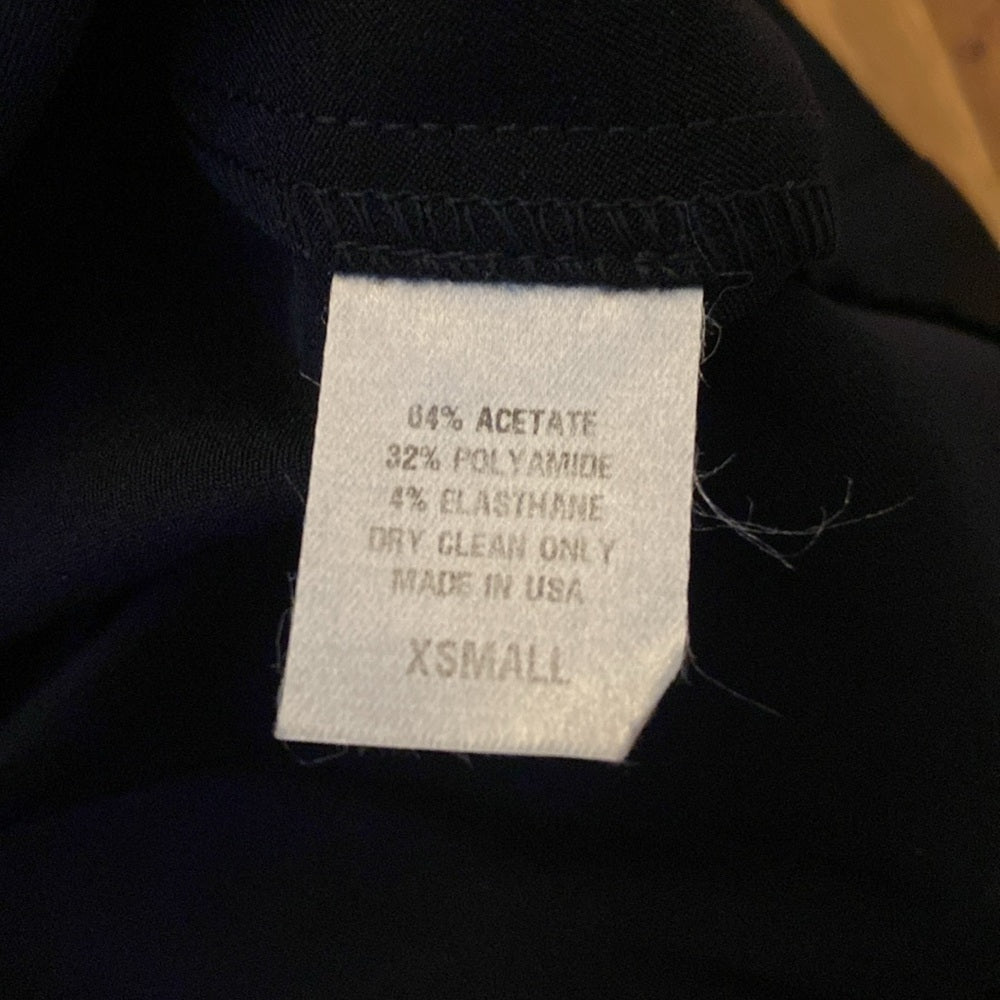 64% ACETATE
32% POLYAMIDE
4% ELASTHANE
DRY CLEAN ONLY
MADE IN USA
XSMALL